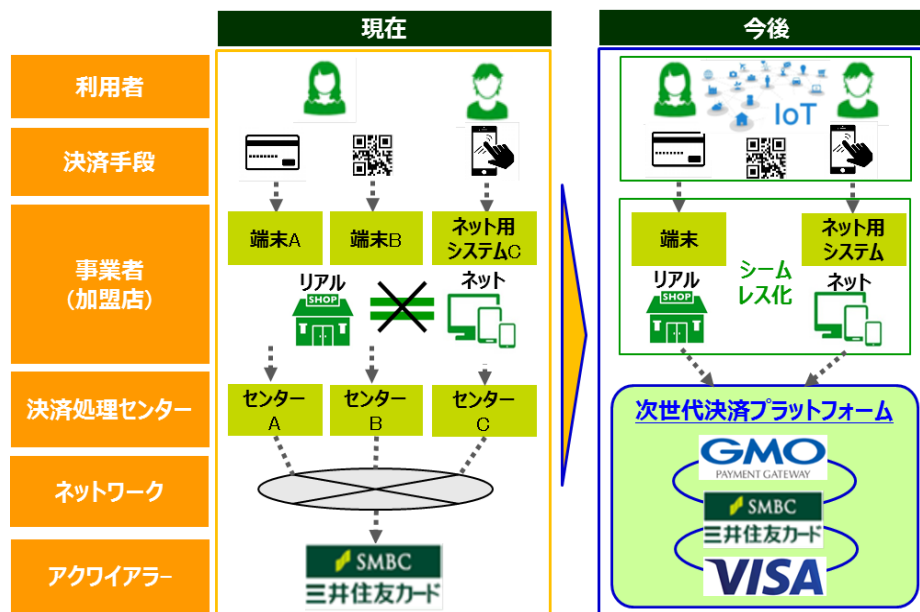 現在
今後
利用者
IoT
決済手段
事業者
(加盟店)
端末A
端末B
ネット用
システムC
リアル
SHOP
ネット
端末
ネット用
システム
リアル
SHOP
シーム
レス化
ネット
決済処理センター
センター
A
センター
B
センター
C
次世代決済プラットフォーム
GMO
PAYMENT GATEWAY
ネットワーク
SMBC
三井住友カード
アクワイアラー
SMBC
三井住友カード
VISA